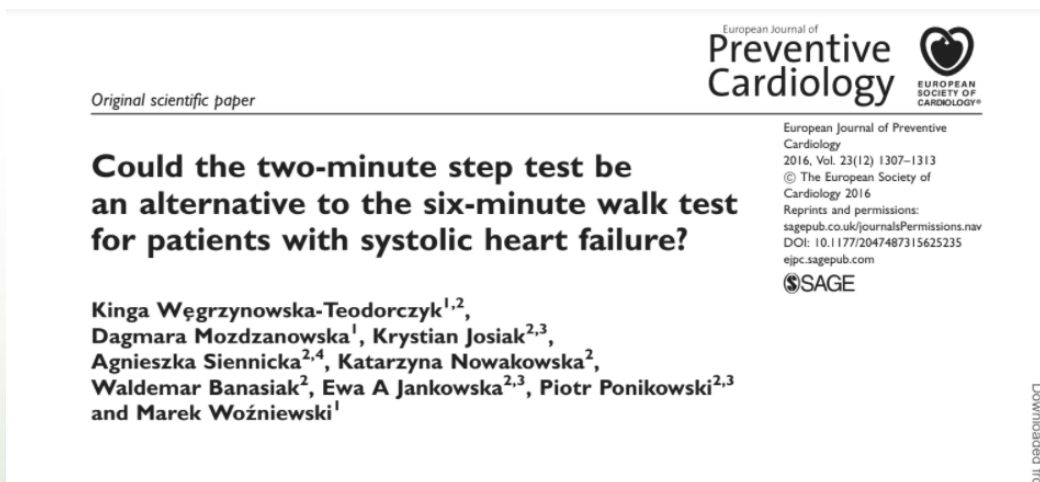 European Journal of
Preventive
Cardiology
EUROPEAN
SOCIETY OF
CARDIOLOGY®
Original scientific paper
Could the two-minute step test be
an alternative to the six-minute walk test
for patients with systolic heart failure?
European Journal of Preventive
Cardiology
2016, Vol. 23(12) 1307–1313
© The European Society of
Cardiology 2016
Reprints and permissions:
sagepub.co.uk/journalsPermissions.nav
DOI: 10.1177/2047487315625235
ejpc.sagepub.com
SAGE
Kinga Węgrzynowska-Teodorczyk1,2,
Dagmara Mozdzanowska1, Krystian Josiak2,3,
Agnieszka Siennicka2,4, Katarzyna Nowakowska2,
Waldemar Banasiak2, Ewa A Jankowska2,3, Piotr Ponikowski2,3
and Marek Woźniewski1
Downloaded